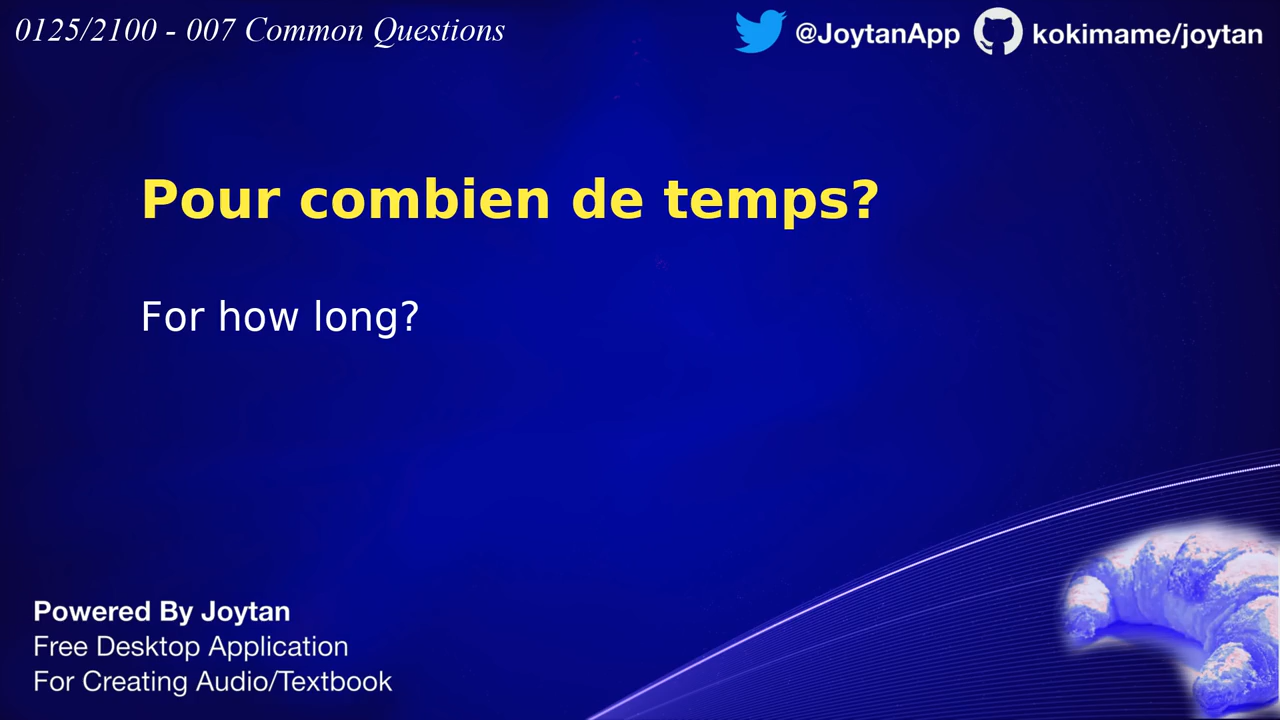 0125/2100 - 007 Common Questions
@JoytanApp kokimame/joytan
Pour combien de temps?
For how long?
Powered By Joytan
Free Desktop Application
For Creating Audio/Textbook